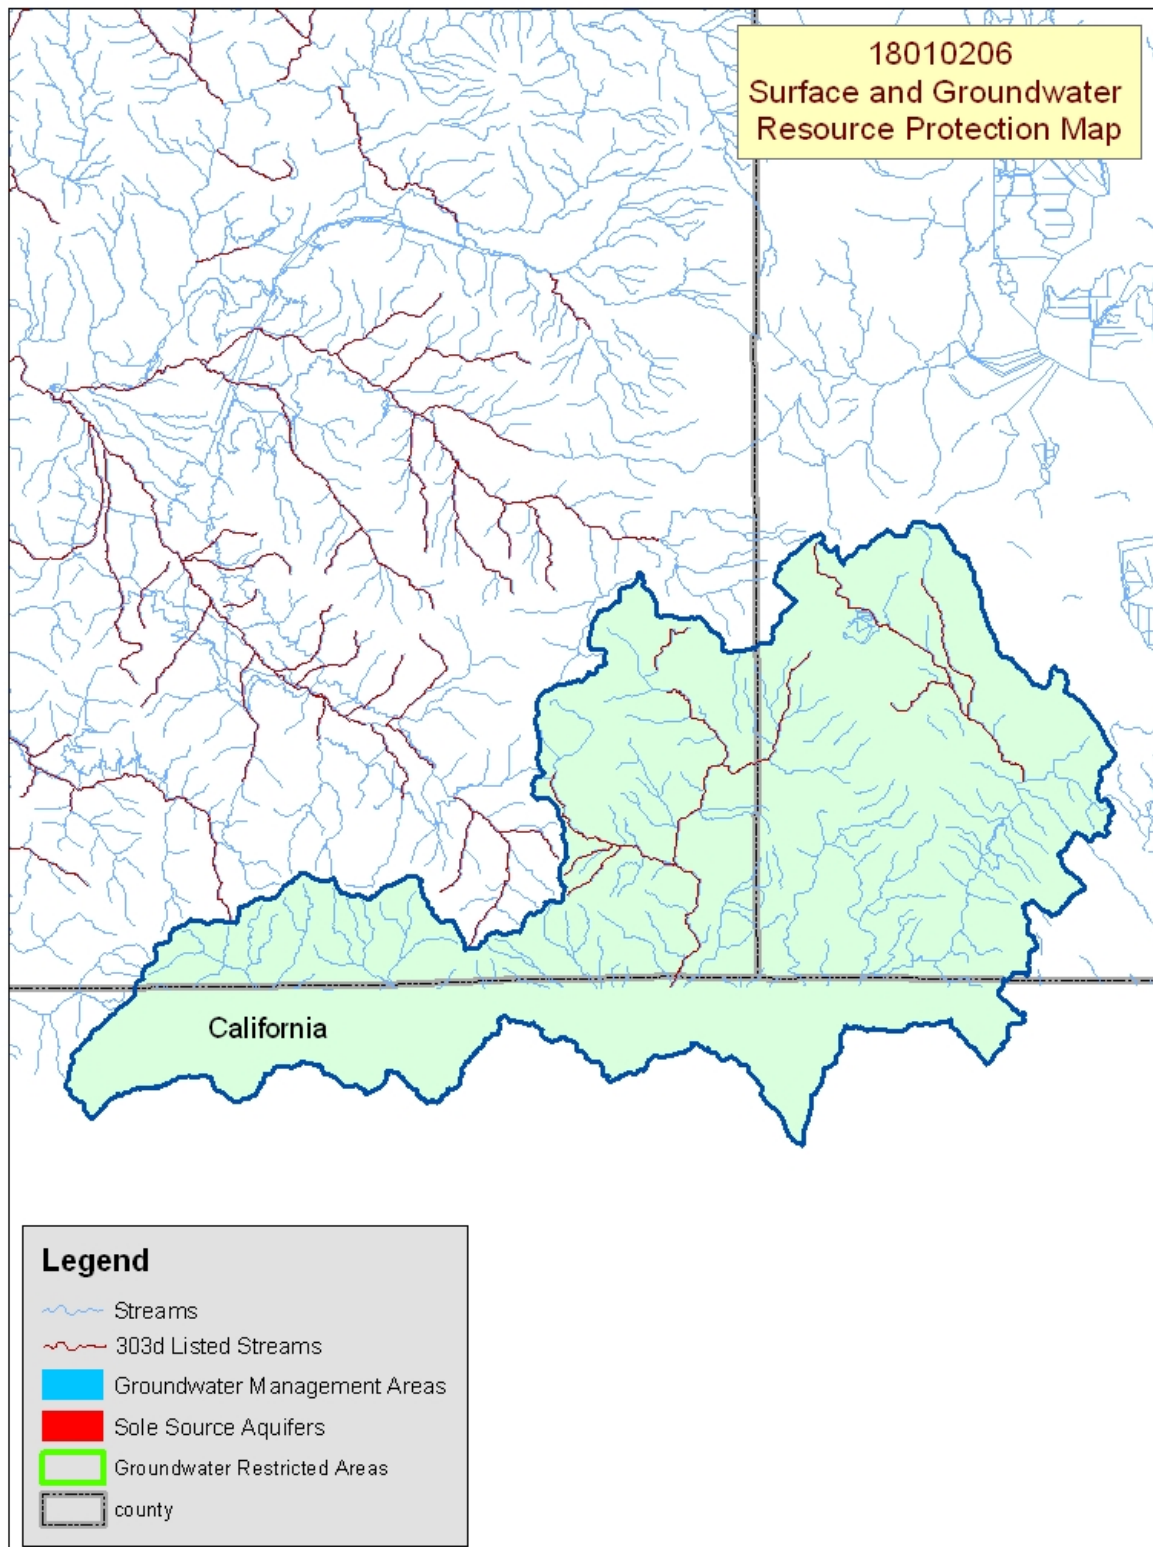 18010206
Surface and Groundwater
Resource Protection Map
California
Legend
Streams
303d Listed Streams
Groundwater Management Areas
Sole Source Aquifers
Groundwater Restricted Areas
county